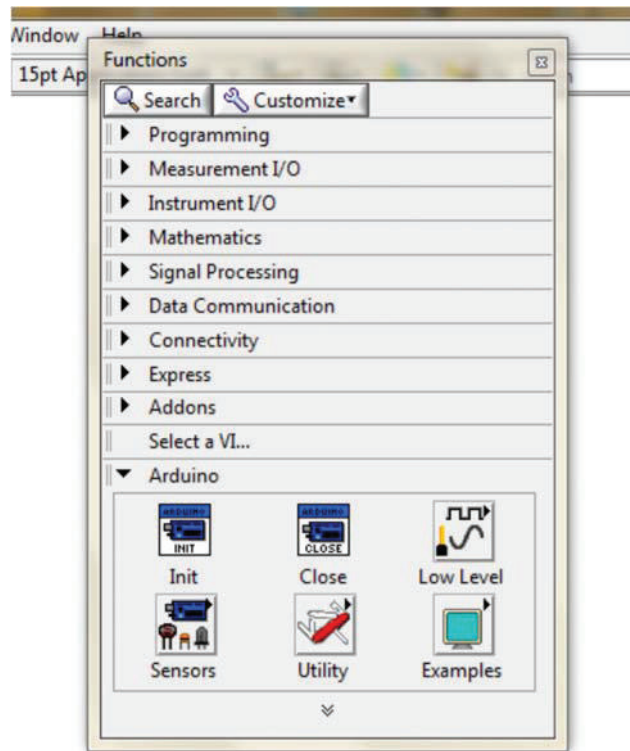 Window Help
Functions
15pt Ap
Search Customize
Programming
Measurement I/O
Instrument I/O
Mathematics
Signal Processing
Data Communication
Connectivity
Express
Addons
Select a VI...
Arduino
ARDUINO ARDUINO
INIT CLOSE
Init Close Low Level
Sensors Utility Examples